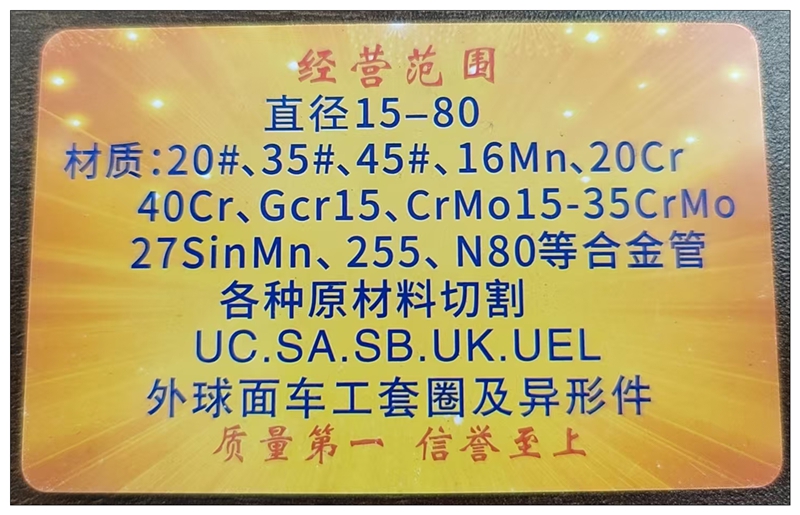 经营范围
直径15-80
材质:20#、35#、45#、16Mn、20Cr
40Cr、Gcr15、CrMo15-35CrMo
27SinMn、255、N80等合金管
各种原材料切割
UC.SA.SB.UK.UEL
外球面车工套圈及异形件
质量第一 信誉至上